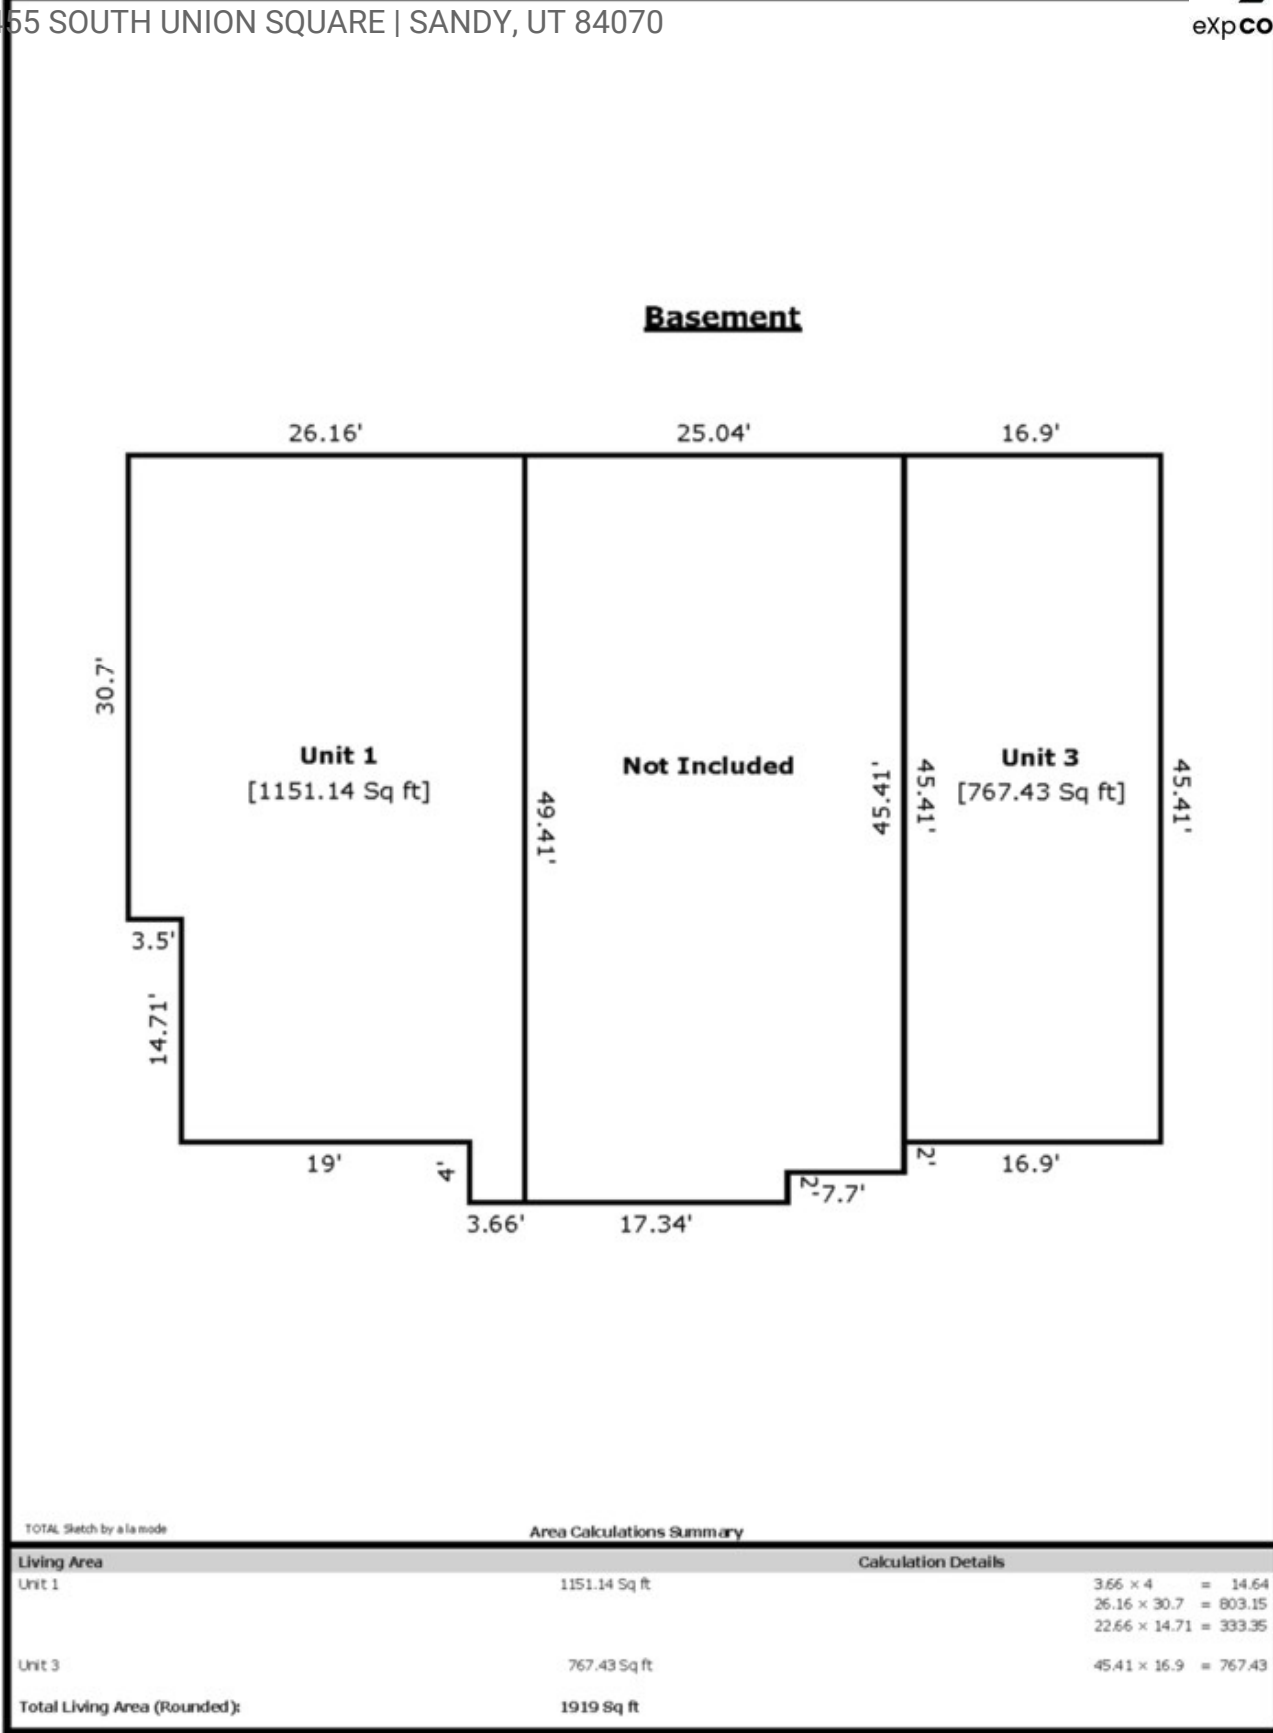 55 SOUTH UNION SQUARE | SANDY, UT 84070
eXp CO
Basement
26.16' 25.04' 16.9'
30.7'
Unit 1
[1151.14 Sq ft]
49.41'
Not Included
45.41'
45.41'
Unit 3
[767.43 Sq ft]
45.41'
3.5'
14.71'
19'
4'
3.66'
17.34'
2'
7.7'
2'
16.9'
TOTAL Sketch by a la mode
Area Calculations Summary
Living Area Calculation Details
Unit 1 1151.14 Sq ft 3.66 × 4 = 14.64
26.16 × 30.7 = 803.15
22.66 × 14.71 = 333.35
Unit 3 767.43 Sq ft 45.41 × 16.9 = 767.43
Total Living Area (Rounded): 1919 Sq ft